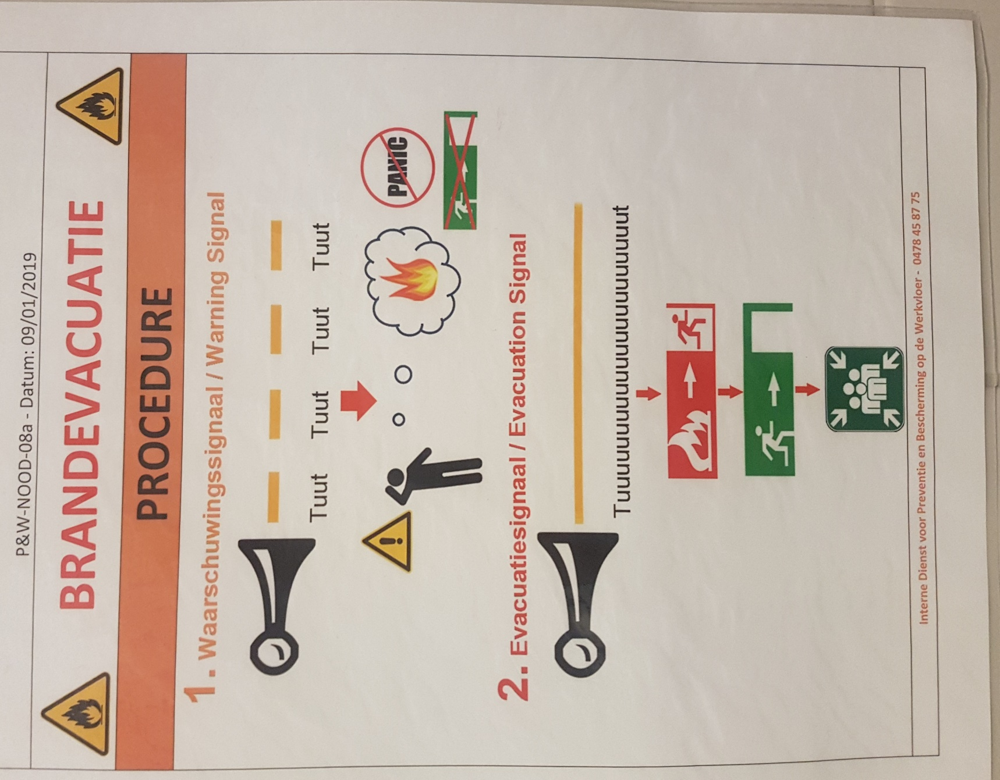 P&W-NOOD-08a - Datum: 09/01/2019
BRANDEVACUATIE
PROCEDURE
1. Waarschuwingssignaal / Warning Signal
Tuut Tuut Tuut Tuut
PANIC
2. Evacuatiesignaal / Evacuation Signal
Tuuuuuuuuuuuuuuuuuuuuuuuuut
Interne Dienst voor Preventie en Bescherming op de Werkvloer - 0478 45 87 75